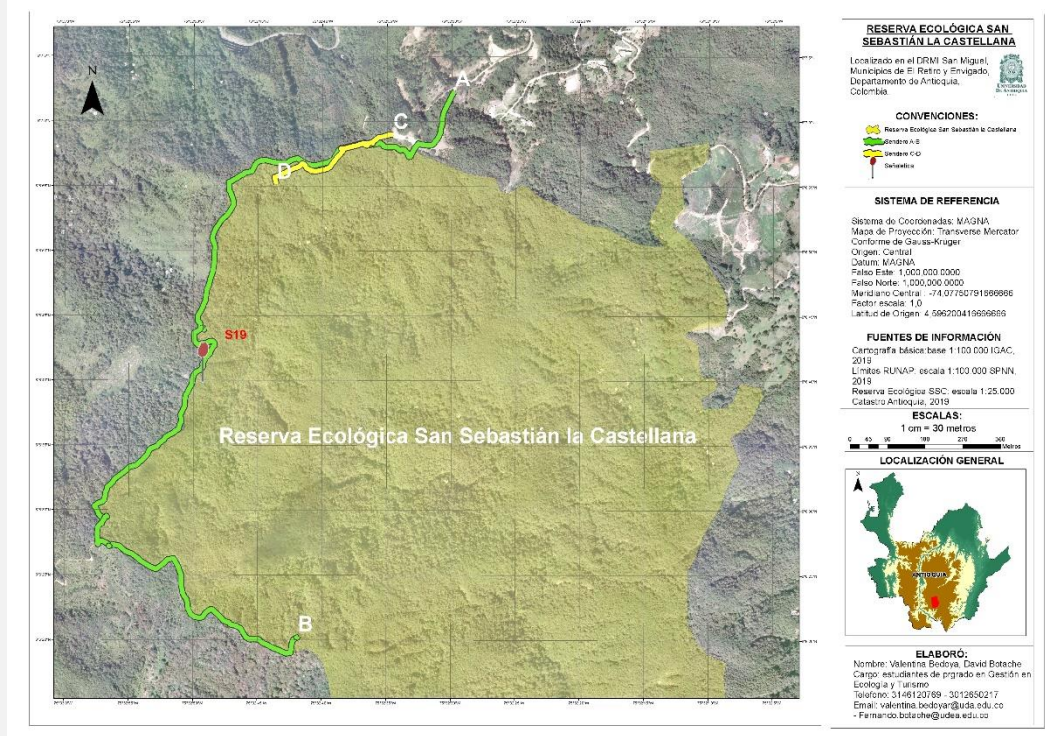 N
A
C
D
S19
Reserva Ecológica San Sebastián la Castellana
B
RESERVA ECOLÓGICA SAN
SEBASTIÁN LA CASTELLANA
Localizado en el DRMI San Miguel,
Municipios de El Retiro y Envigado,
Departamento de Antioquia,
Colombia.
UNIVERSIDAD
DE ANTIOQUIA
CONVENCIONES:
Reserva Ecológica San Sebastián la Castellana
Sendero A-B
Sendero C-D
Señaletica
SISTEMA DE REFERENCIA
Sistema de Coordenadas: MAGNA
Mapa de Proyección: Transverse Mercator
Conforme de Gauss-Kruger
Origen: Central
Datum: MAGNA
Falso Este: 1,000,000.0000
Falso Norte: 1,000,000.0000
Meridiano Central: -74,07750791666666
Factor escala: 1,0
Latitud de Origen: 4.596200416666666
FUENTES DE INFORMACIÓN
Cartografía básica:base 1:100.000 IGAC,
2019
Límites RUNAP: escala 1:100.000 SPNN,
2019
Reserva Ecológica SSC: escala 1:25.000
Catastro Antioquia, 2019
ESCALAS:
1 cm = 30 metros
Metros
LOCALIZACIÓN GENERAL
N
ANTIOQUIA
ELABORÓ:
Nombre: Valentina Bedoya, David Botache
Cargo: estudiantes de prgrado en Gestión en
Ecología y Turismo
Telefono: 3146120769 - 3012650217
Email: valentina.bedoyar@uda.edu.co
- Fernando.botache@udea.edu.co